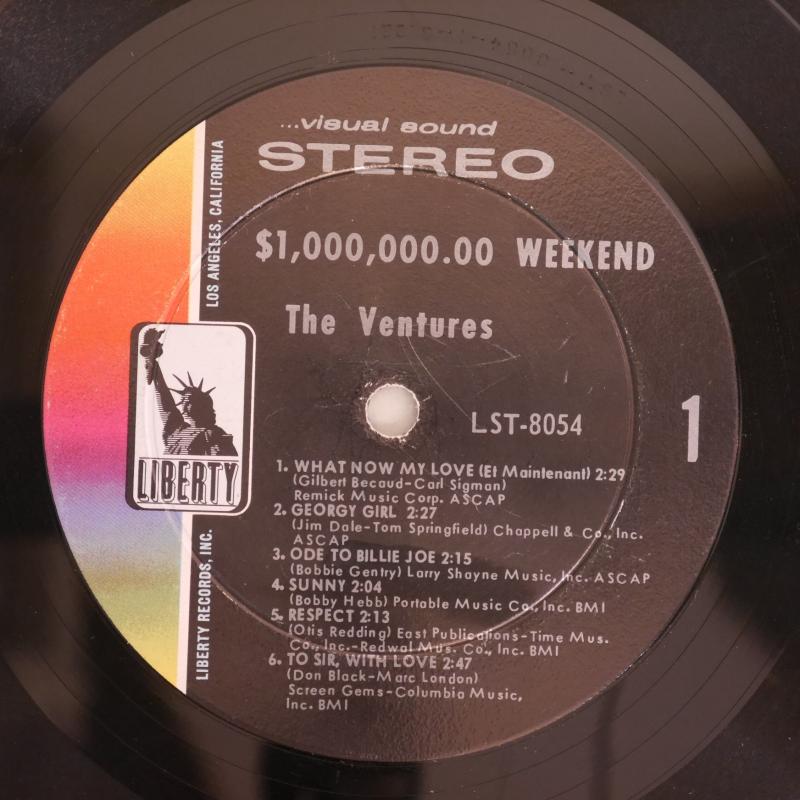 ...visual sound
STEREO
$1,000,000.00 WEEKEND
The Ventures
LST-8054
1
1. WHAT NOW MY LOVE (Et Maintenant) 2:29
(Gilbert Becaud-Carl Sigman)
Remick Music Corp. ASCAP
2. GEORGY GIRL 2:27
(Jim Dale-Tom Springfield) Chappell & Co., Inc.
ASCAP
3. ODE TO BILLIE JOE 2:15
(Bobbie Gentry) Larry Shayne Music, Inc. ASCAP
4. SUNNY 2:04
(Bobby Hebb) Portable Music Co., Inc. BMI
5. RESPECT 2:13
(Otis Redding) East Publications-Time Mus.
Co., Inc.-Redwal Mus. Co., Inc. BMI
6. TO SIR, WITH LOVE 2:47
(Don Black-Marc London)
Screen Gems-Columbia Music,
Inc. BMI
LIBERTY
LIBERTY RECORDS, INC.
LOS ANGELES, CALIFORNIA